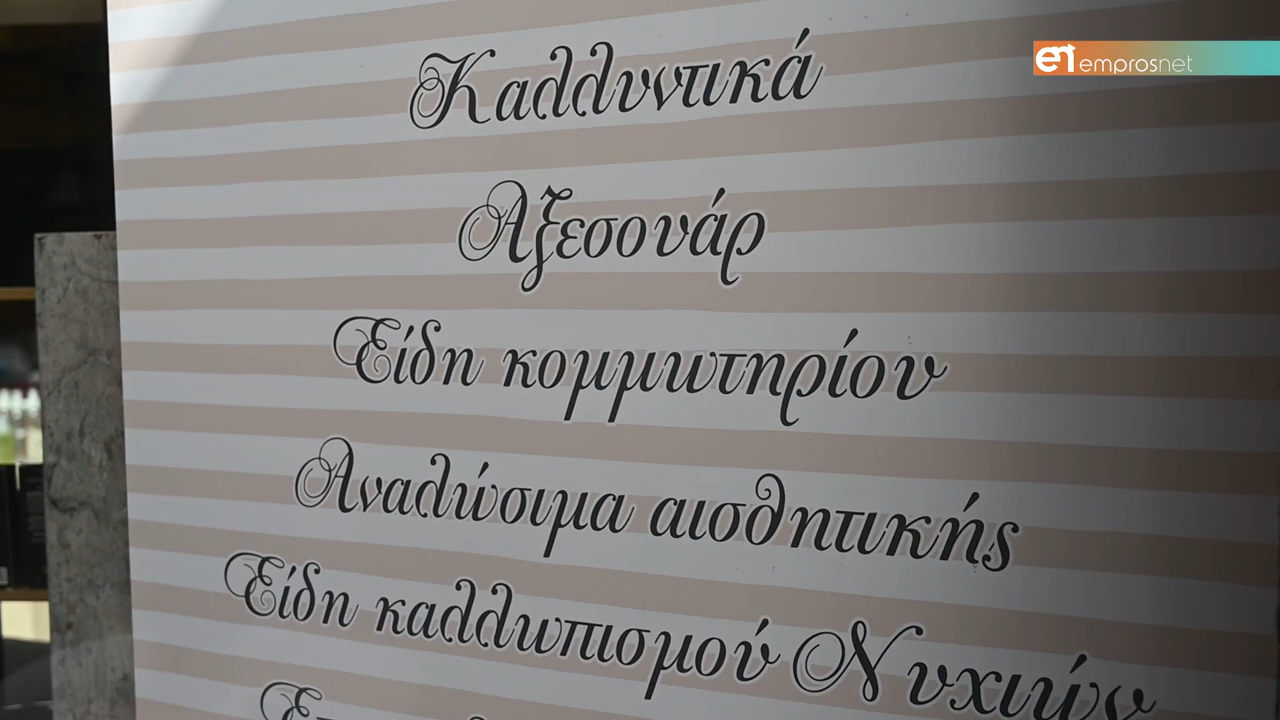 emprosnet
Καλλυντικά
Αξεσουάρ
Είδη κομμωτηρίου
Αναλώσιμα αισθητικής
Είδη καλλωπισμού Νυχιών